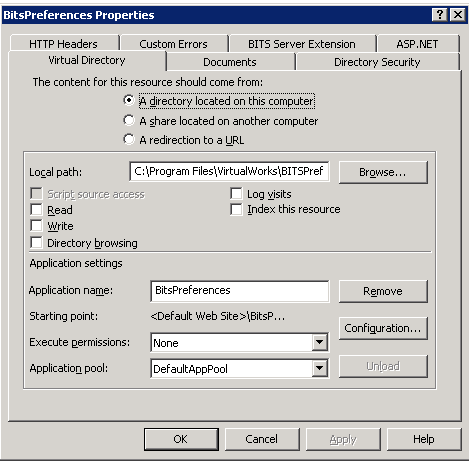 BitsPreferences Properties
HTTP Headers Custom Errors BITS Server Extension ASP.NET
Virtual Directory Documents Directory Security
The content for this resource should come from:
A directory located on this computer
A share located on another computer
A redirection to a URL
Local path: C:\Program Files\VirtualWorks\BITSPref Browse...
Script source access Log visits
Read Index this resource
Write
Directory browsing
Application settings
Application name: BitsPreferences Remove
Starting point: <Default Web Site>\BitsP...
Configuration...
Execute permissions: None
Application pool: DefaultAppPool Unload
OK Cancel Apply Help